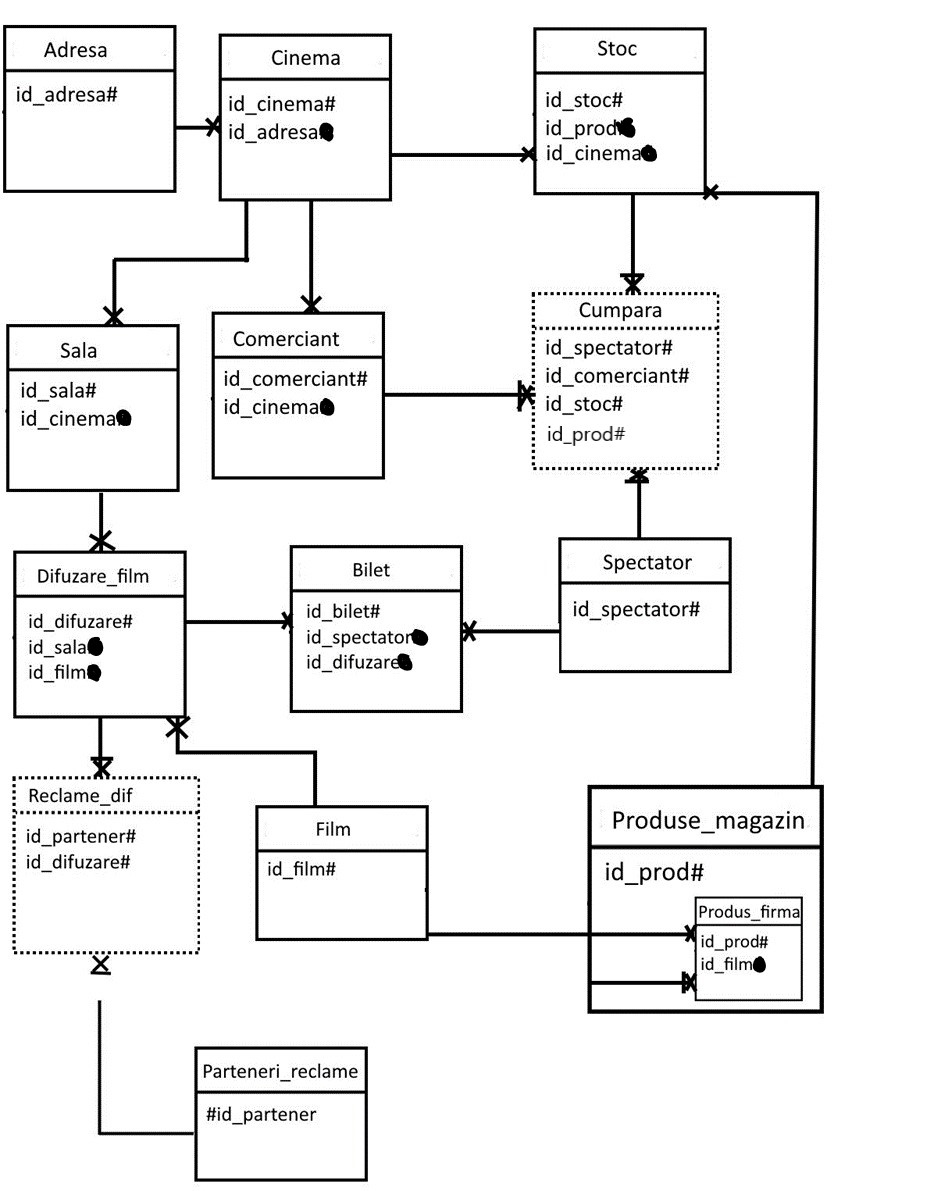 Adresa
id_adresa#
Cinema
id_cinema#
id_adresa
Stoc
id_stoc#
id_prod
id_cinema
Sala
id_sala#
id_cinema
Comerciant
id_comerciant#
id_cinema
Cumpara
id_spectator#
id_comerciant#
id_stoc#
id_prod#
Difuzare_film
id_difuzare#
id_sala
id_film
Bilet
id_bilet#
id_spectator
id_difuzare
Spectator
id_spectator#
Reclame_dif
id_partener#
id_difuzare#
Film
id_film#
Produse_magazin
id_prod#
Produs_firma
id_prod#
id_film
Parteneri_reclame
#id_partener